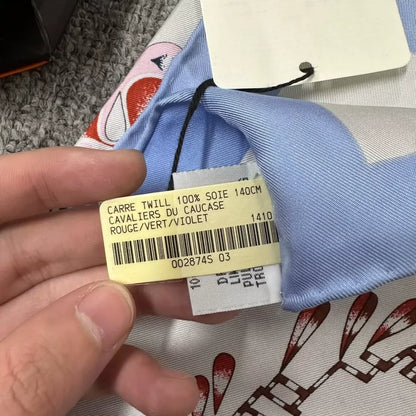 CARRE TWILL 100% SOIE 140CM
CAVALIERS DU CAUCASE
ROUGE/VERT/VIOLET
1410
002874S 03